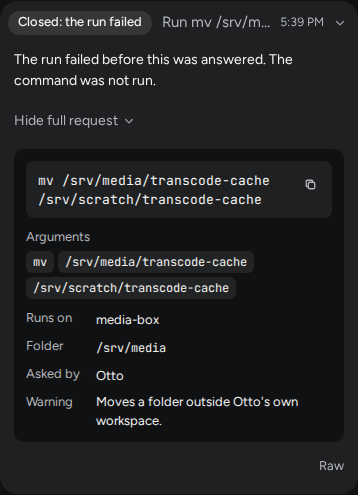 Closed: the run failed Run mv /srv/m... 5:39 PM
The run failed before this was answered. The
command was not run.
Hide full request
mv /srv/media/transcode-cache
/srv/scratch/transcode-cache
Arguments
mv /srv/media/transcode-cache
/srv/scratch/transcode-cache
Runs on media-box
Folder /srv/media
Asked by Otto
Warning Moves a folder outside Otto's own
workspace.
Raw